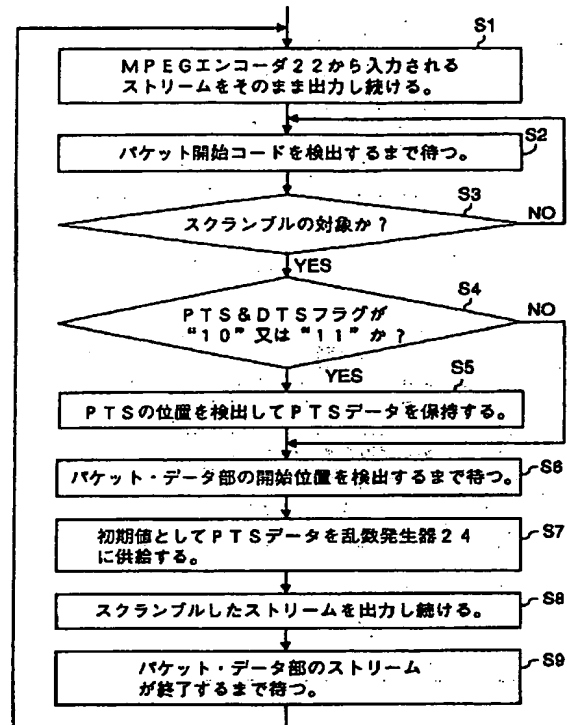 S1
MPEGエンコーダ22から入力される
ストリームをそのまま出力し続ける。
S2
パケット開始コードを検出するまで待つ。
S3
スクランブルの対象か?
NO
YES
S4
PTS&DTSフラグが
“10”又は“11”か?
NO
YES
S5
PTSの位置を検出してPTSデータを保持する。
パケット・データ部の開始位置を検出するまで待つ。
S6
初期値としてPTSデータを乱数発生器24
に供給する。
S7
スクランブルしたストリームを出力し続ける。
S8
パケット・データ部のストリーム
が終了するまで待つ。
S9